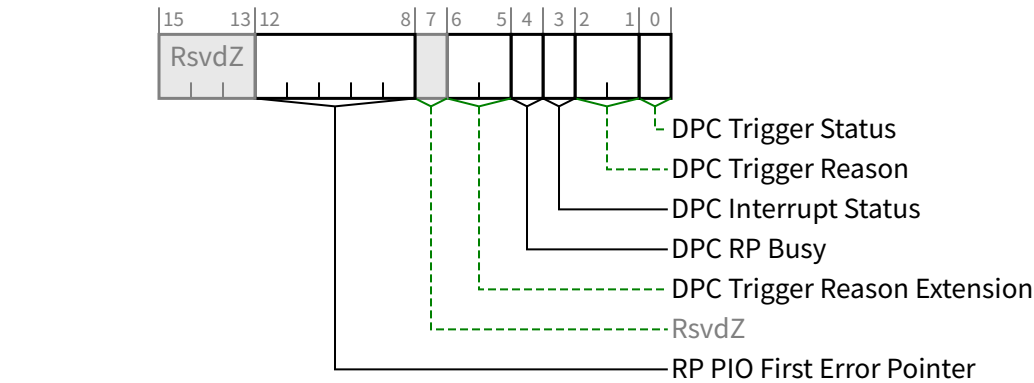 15 13 12 8 7 6 5 4 3 2 1 0
RsvdZ
DPC Trigger Status
DPC Trigger Reason
DPC Interrupt Status
DPC RP Busy
DPC Trigger Reason Extension
RsvdZ
RP PIO First Error Pointer